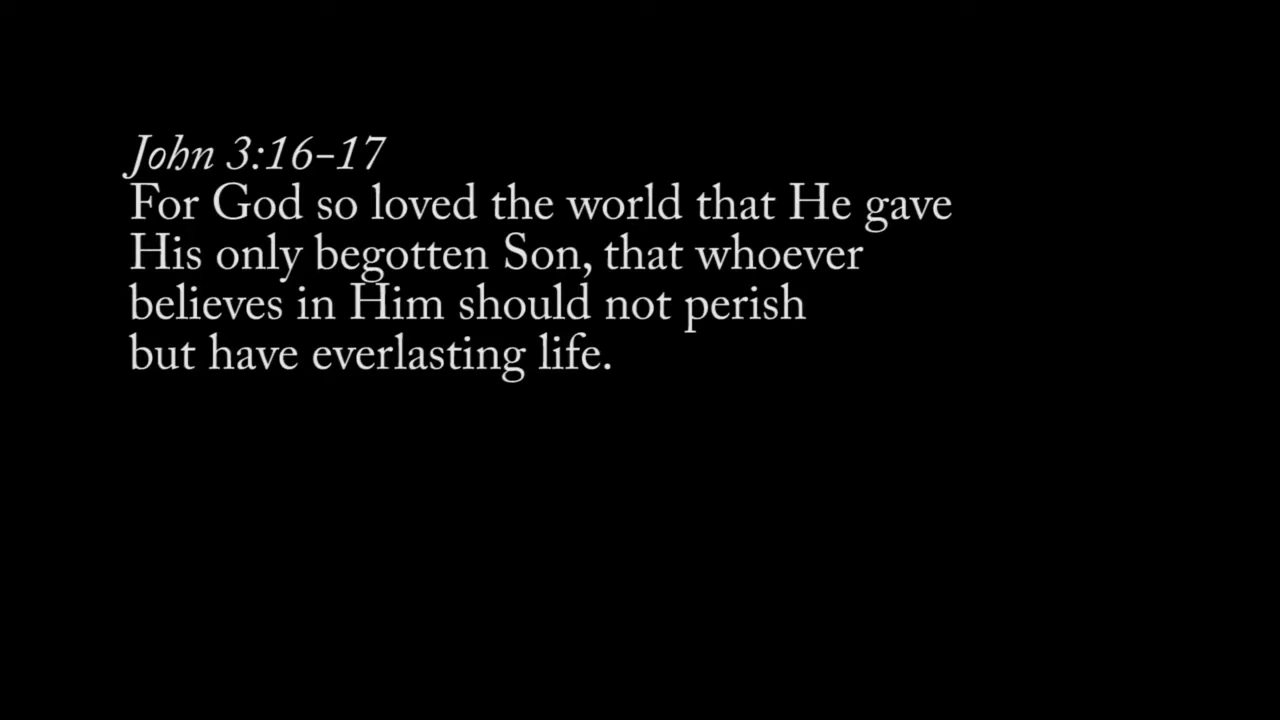 John 3:16–17
For God so loved the world that He gave
His only begotten Son, that whoever
believes in Him should not perish
but have everlasting life.